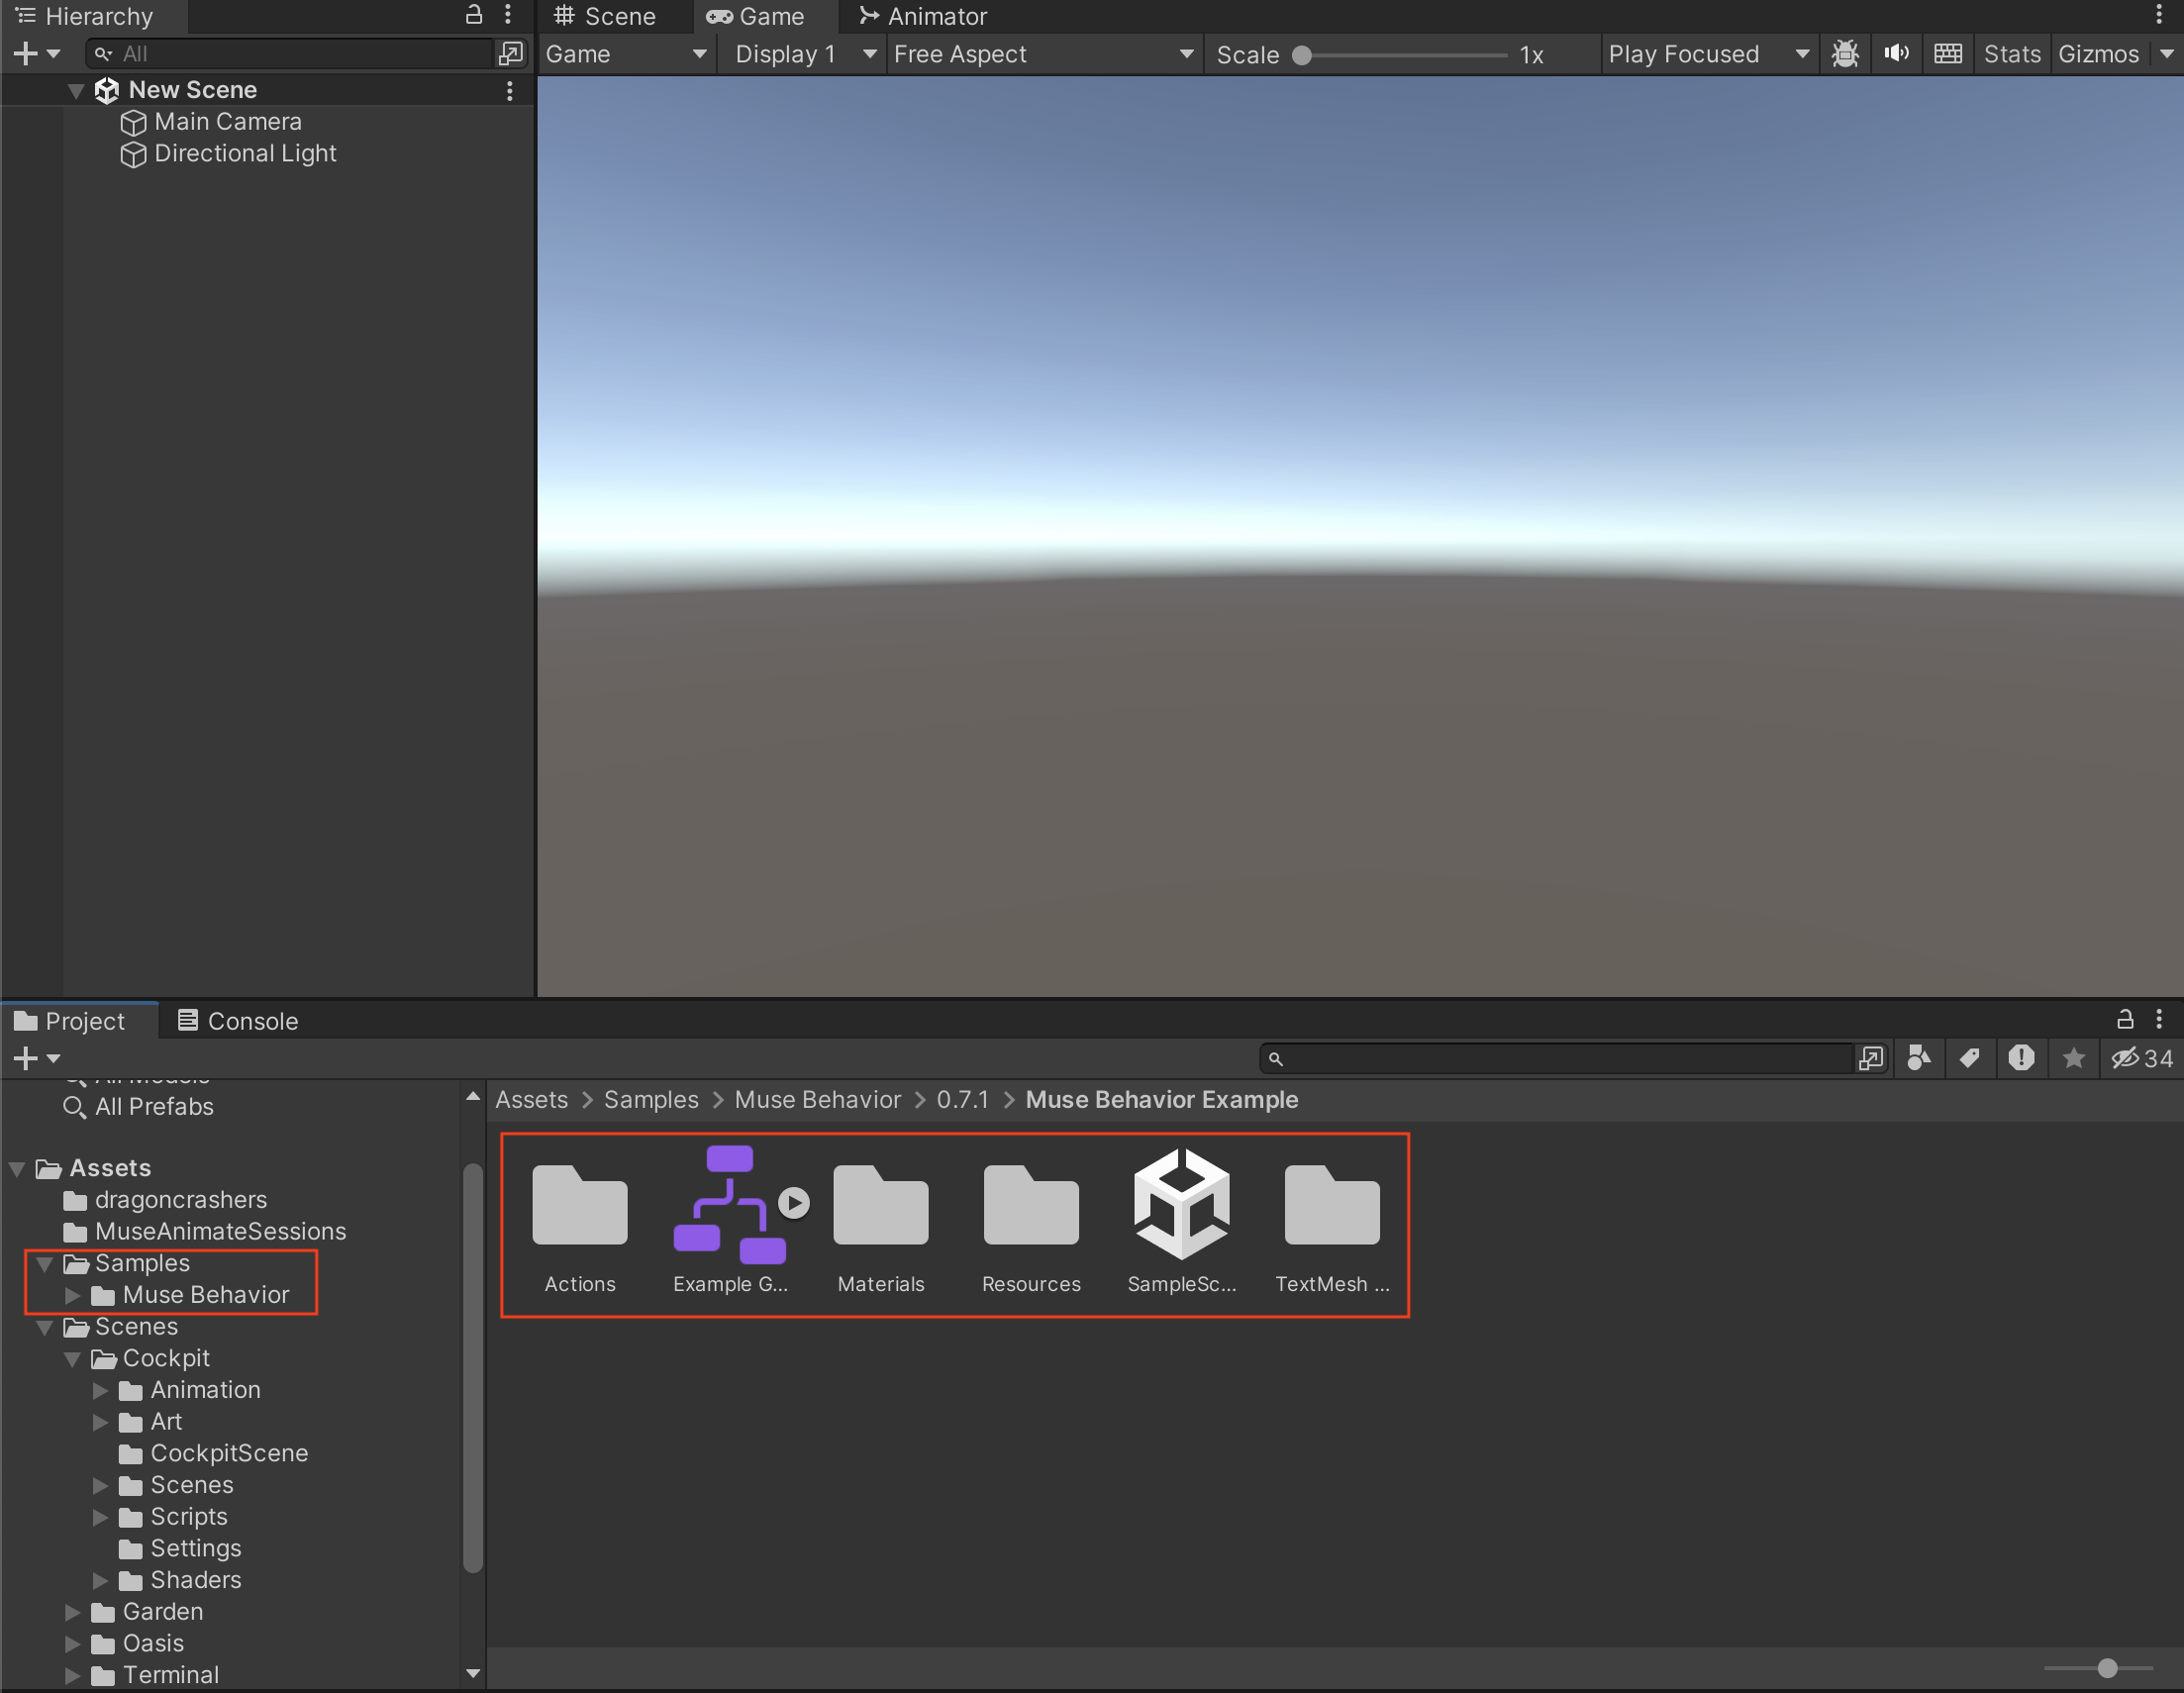 Hierarchy
All
New Scene
Main Camera
Directional Light
Scene
Game
Animator
Game
Display 1
Free Aspect
Scale
1x
Play Focused
Stats
Gizmos
Project
Console
34
All Models
All Prefabs
Assets
dragoncrashers
MuseAnimateSessions
Samples
Muse Behavior
Scenes
Cockpit
Animation
Art
CockpitScene
Scenes
Scripts
Settings
Shaders
Garden
Oasis
Terminal
Assets > Samples > Muse Behavior > 0.7.1 > Muse Behavior Example
Actions
Example G...
Materials
Resources
SampleSc...
TextMesh ...